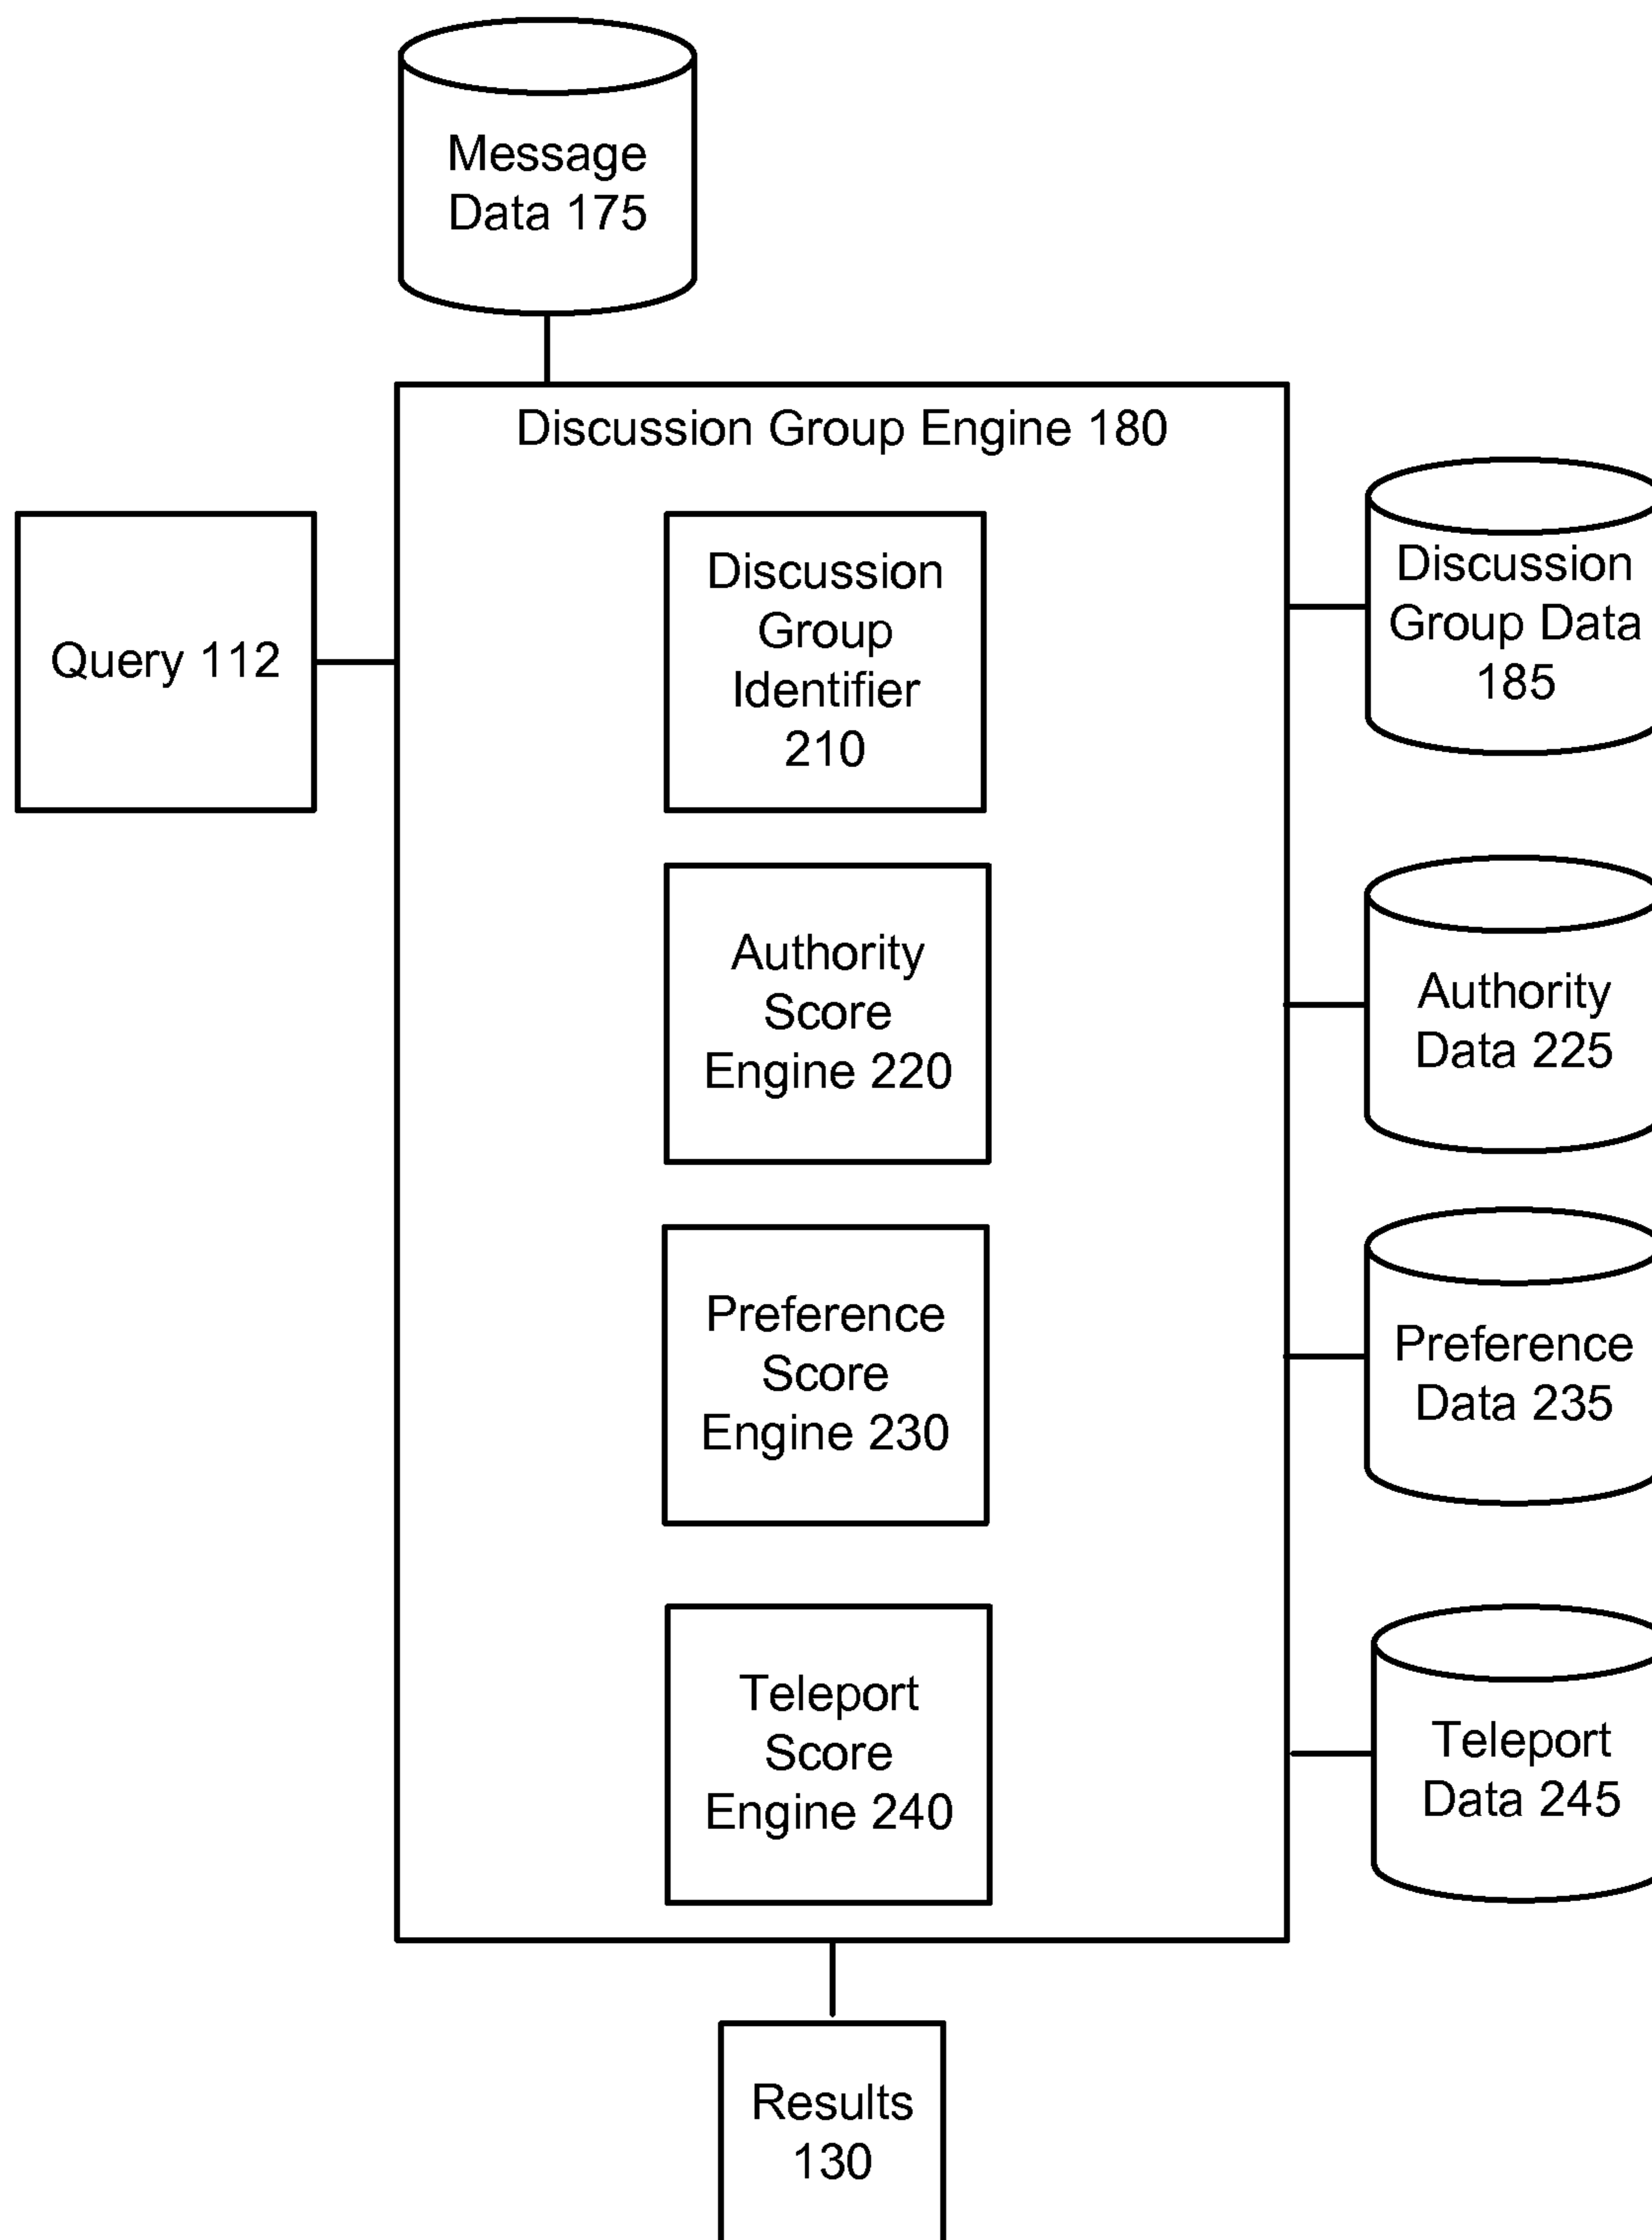 Message
Data 175
Discussion Group Engine 180
Query 112
Discussion
Group
Identifier
210
Discussion
Group Data
185
Authority
Score
Engine 220
Authority
Data 225
Preference
Score
Engine 230
Preference
Data 235
Teleport
Score
Engine 240
Teleport
Data 245
Results
130